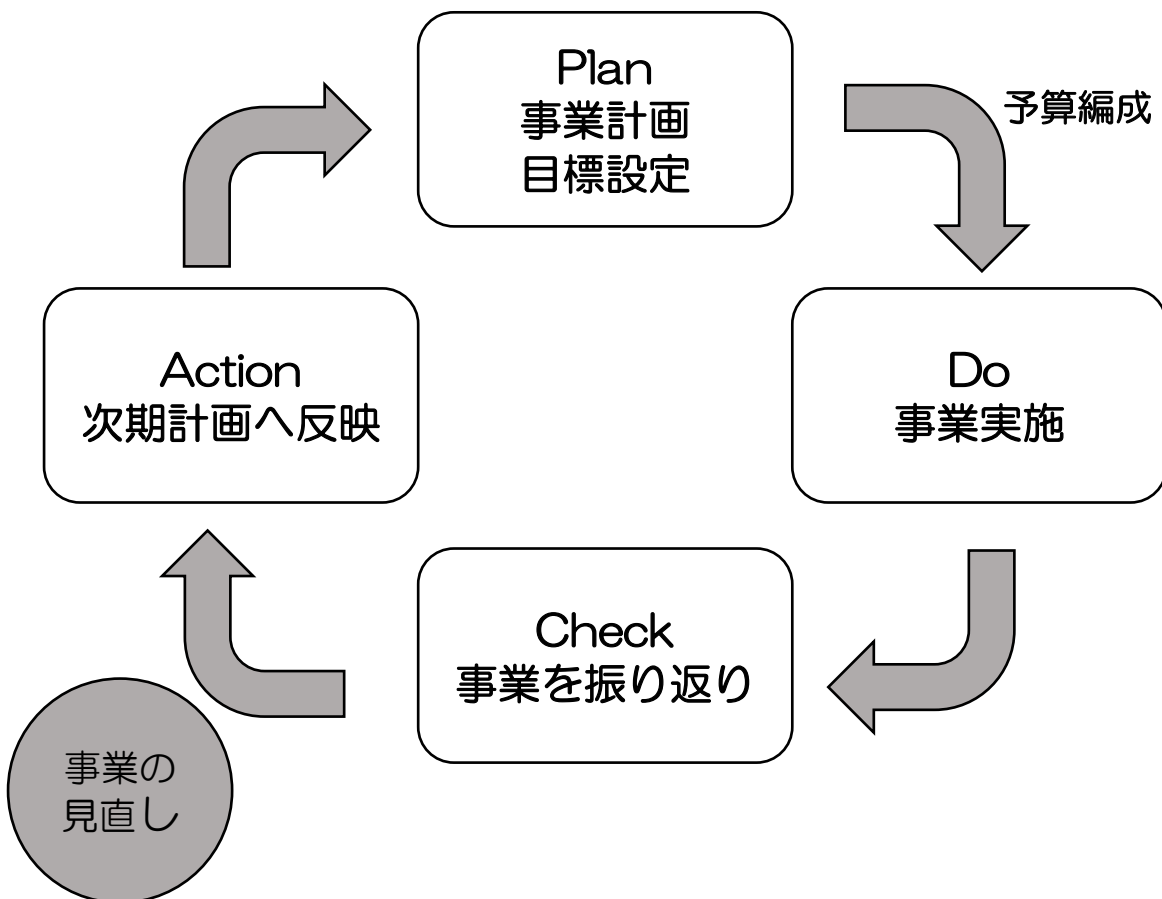 Plan
事業計画
目標設定
予算編成
Do
事業実施
Check
事業を振り返り
事業の
見直し
Action
次期計画へ反映